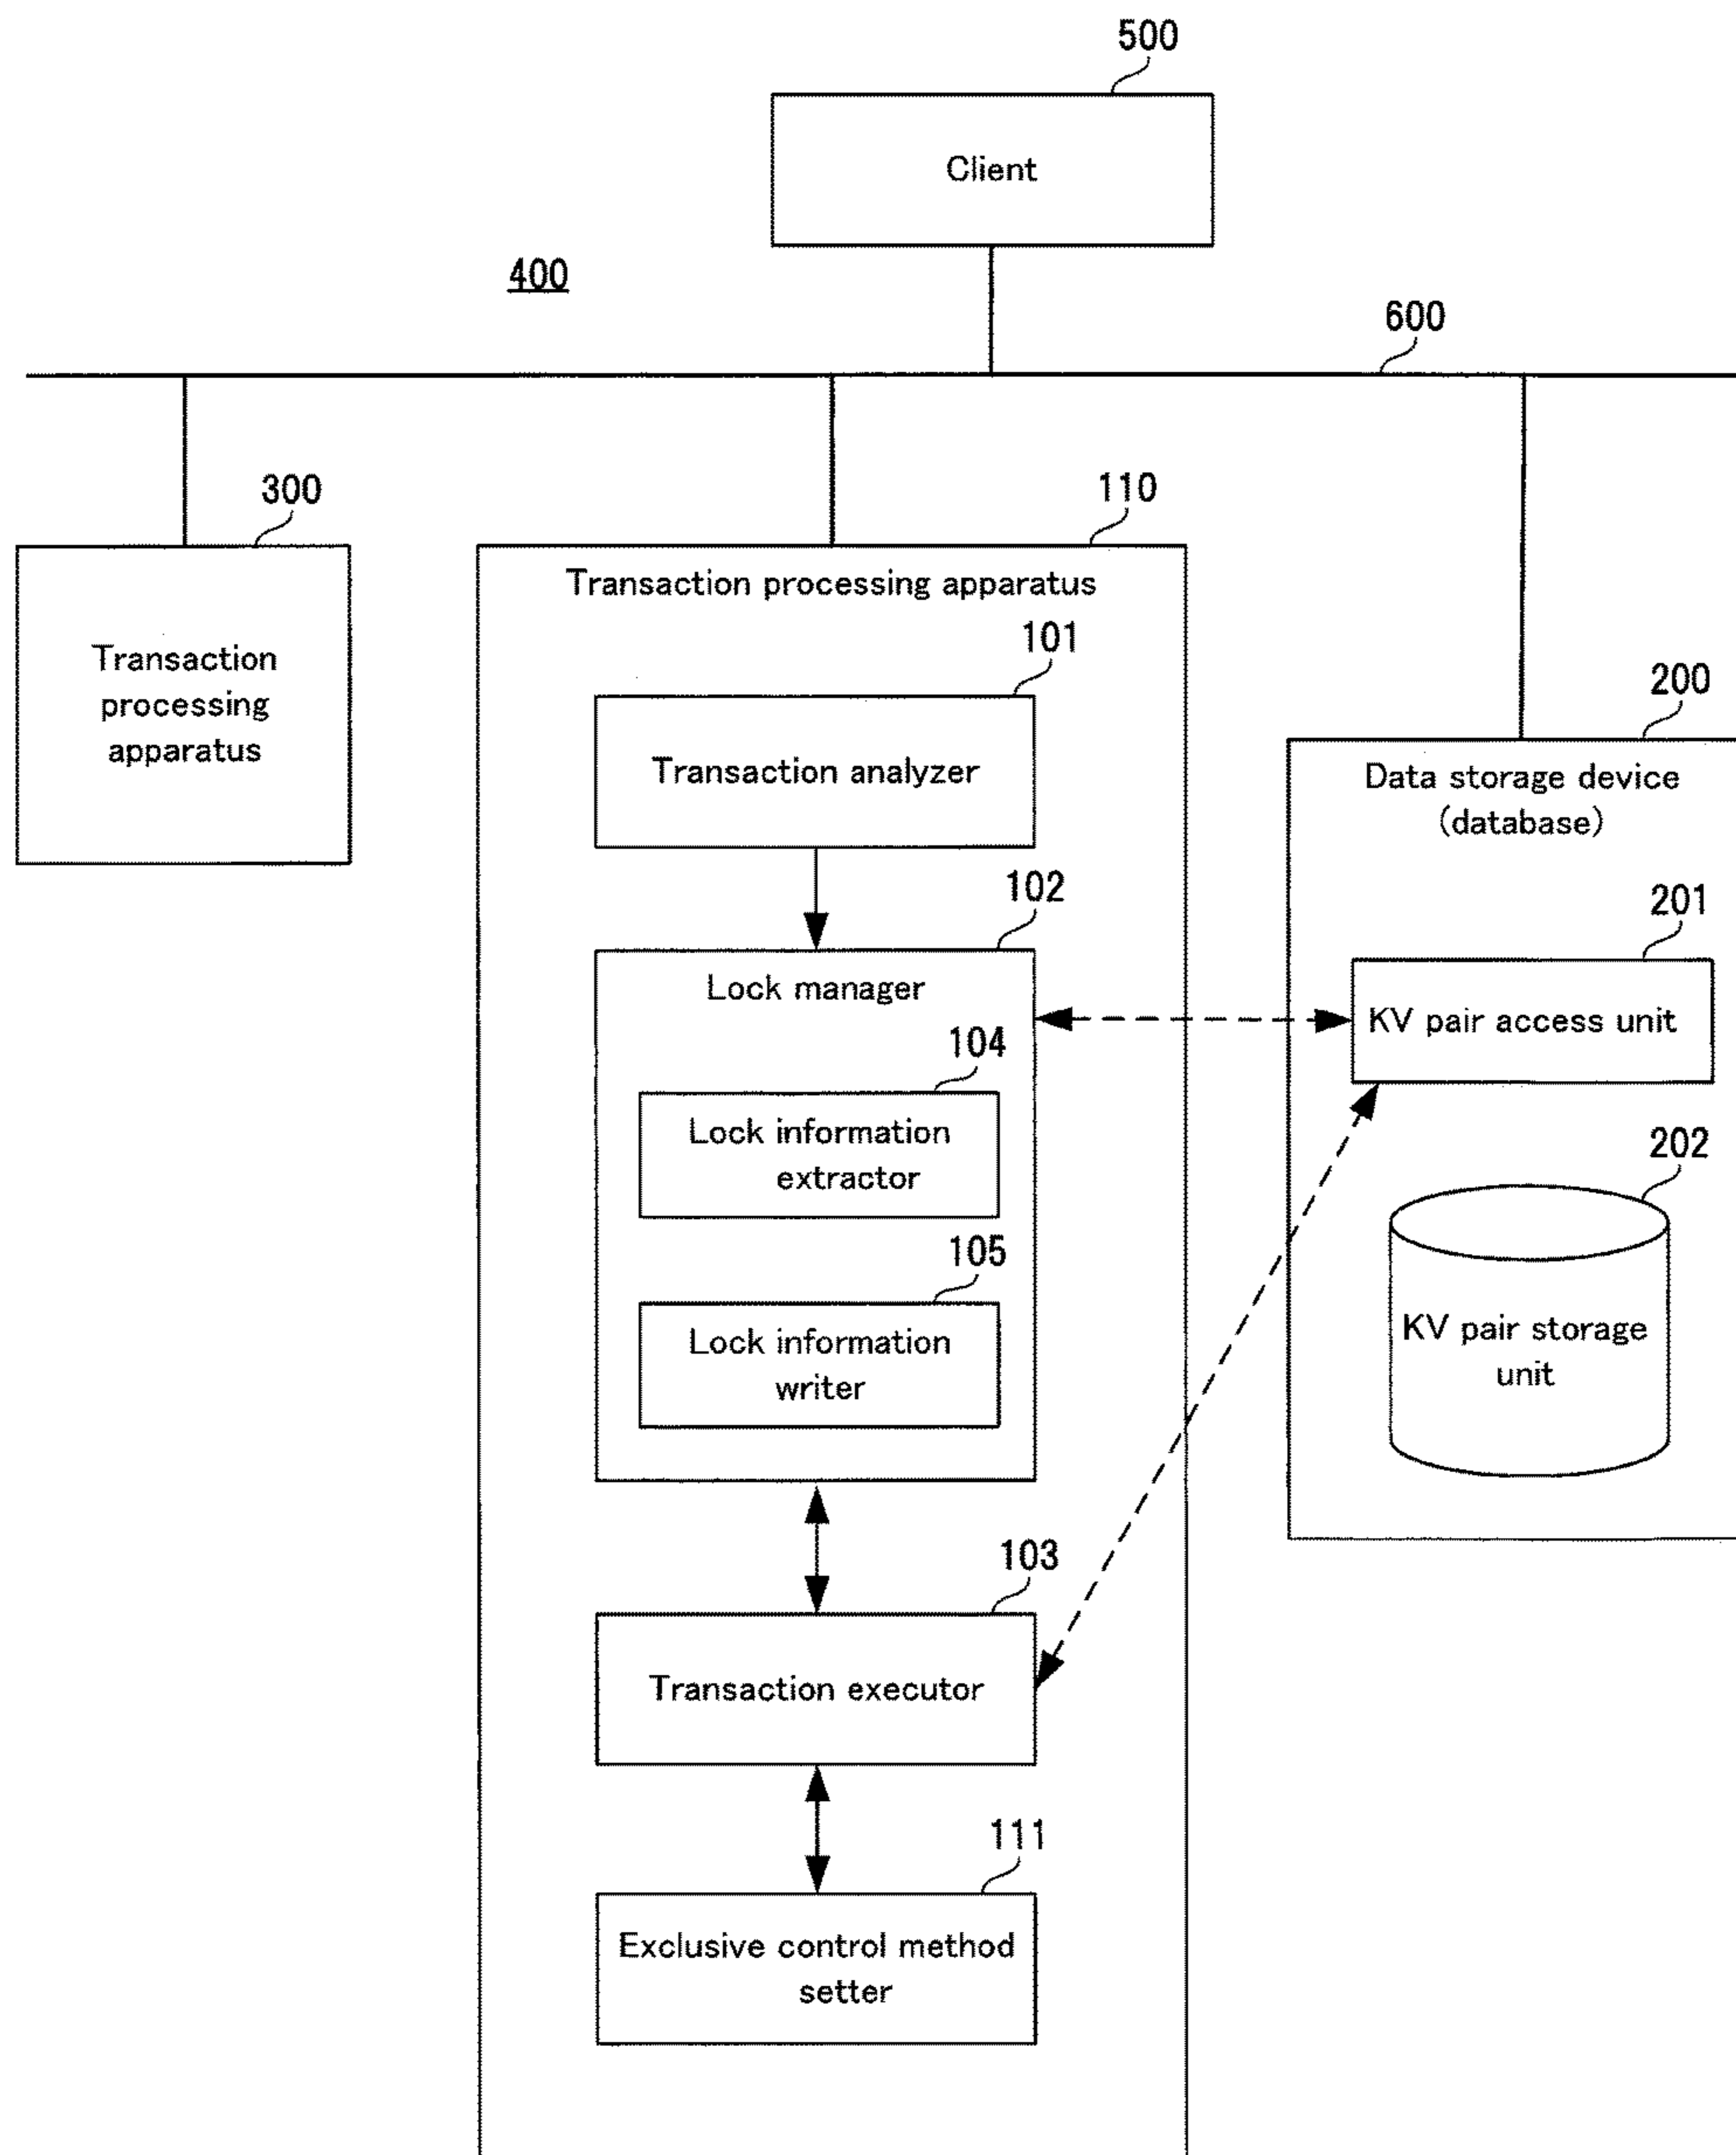 500
Client
400
600
300
110
Transaction processing apparatus
Transaction
processing
apparatus
101
Transaction analyzer
200
Data storage device
(database)
102
Lock manager
201
KV pair access unit
104
Lock information
extractor
202
KV pair storage
unit
105
Lock information
writer
103
Transaction executor
111
Exclusive control method
setter